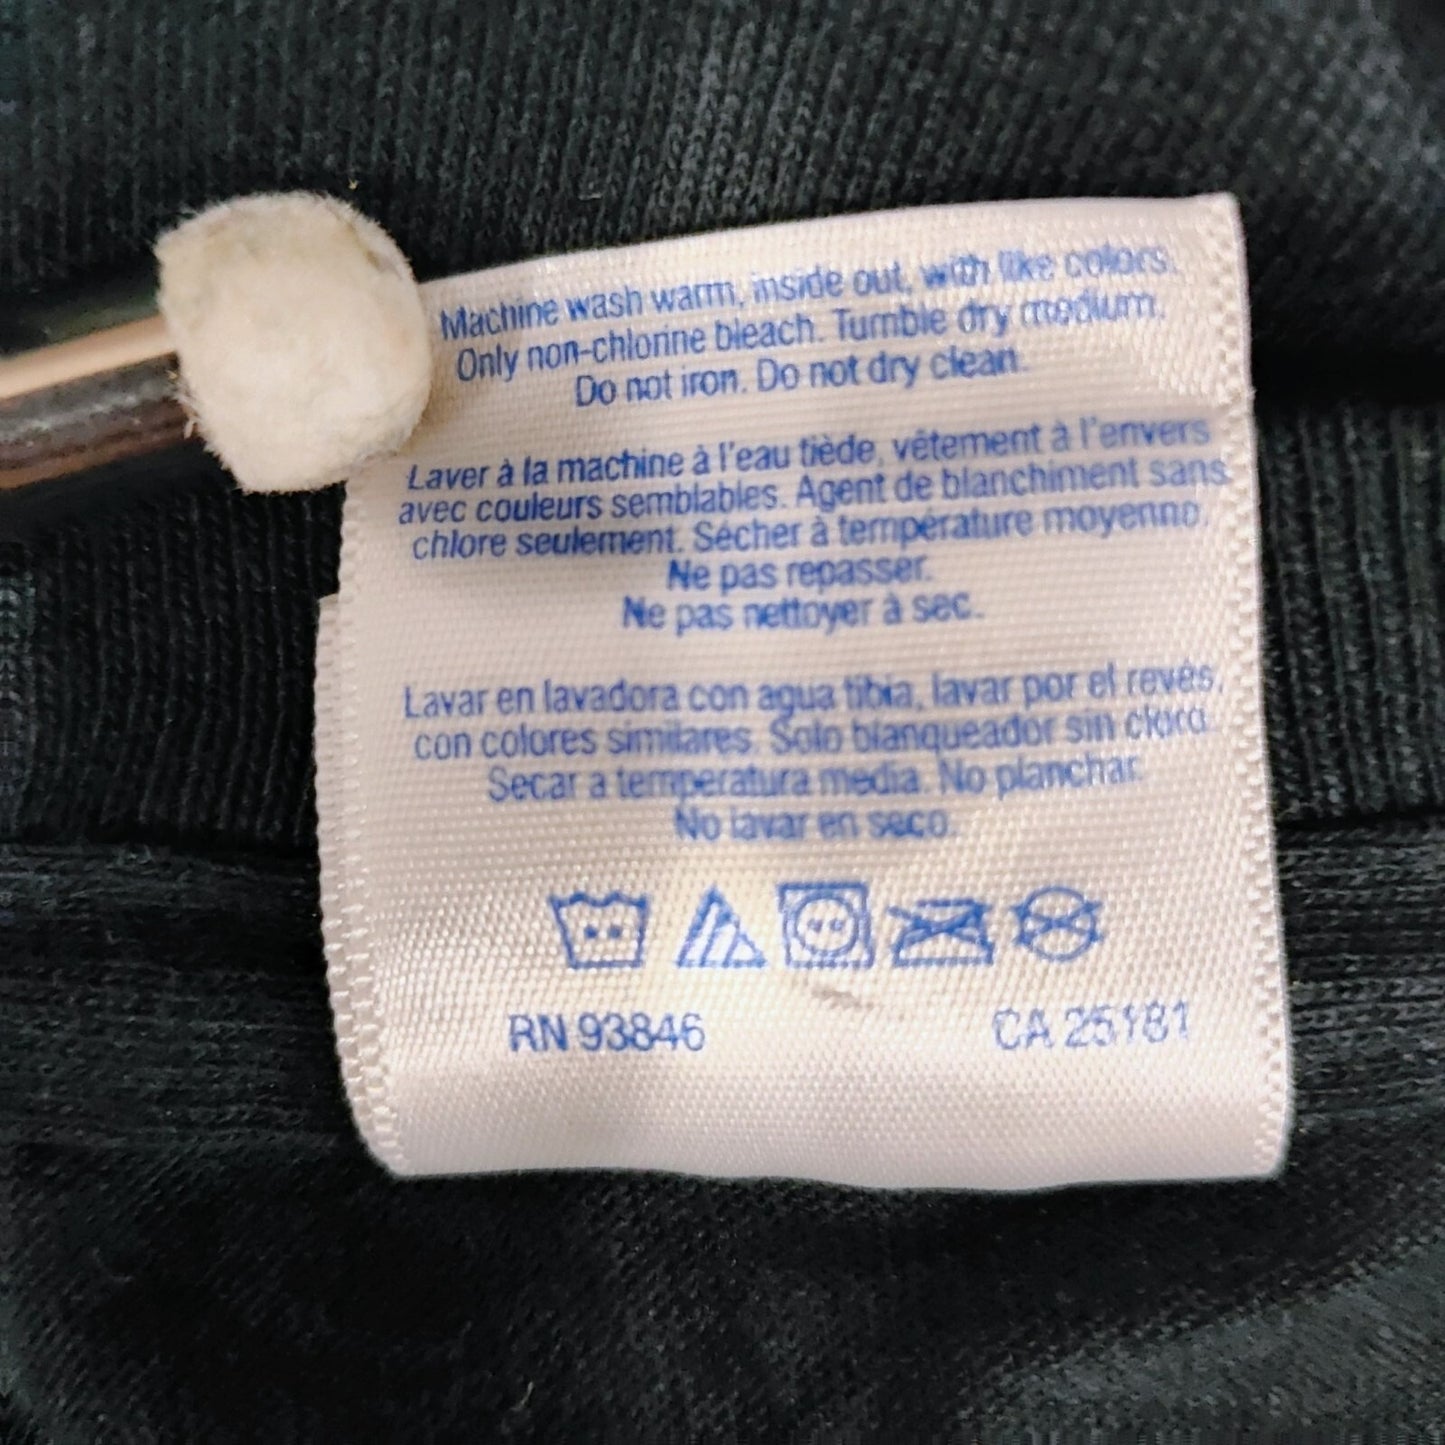 Machine wash warm, inside out, with like colors.
Only non-chlorine bleach. Tumble dry medium.
Do not iron. Do not dry clean.
Laver à la machine à l'eau tiède, vêtement à l'envers
avec couleurs semblables. Agent de blanchiment sans
chlore seulement. Sécher à température moyenne.
Ne pas repasser.
Ne pas nettoyer à sec.
Lavar en lavadora con agua tibia, lavar por el revés,
con colores similares. Solo blanqueador sin cloro.
Secar a temperatura media. No planchar.
No lavar en seco.
RN 93846 CA 25181